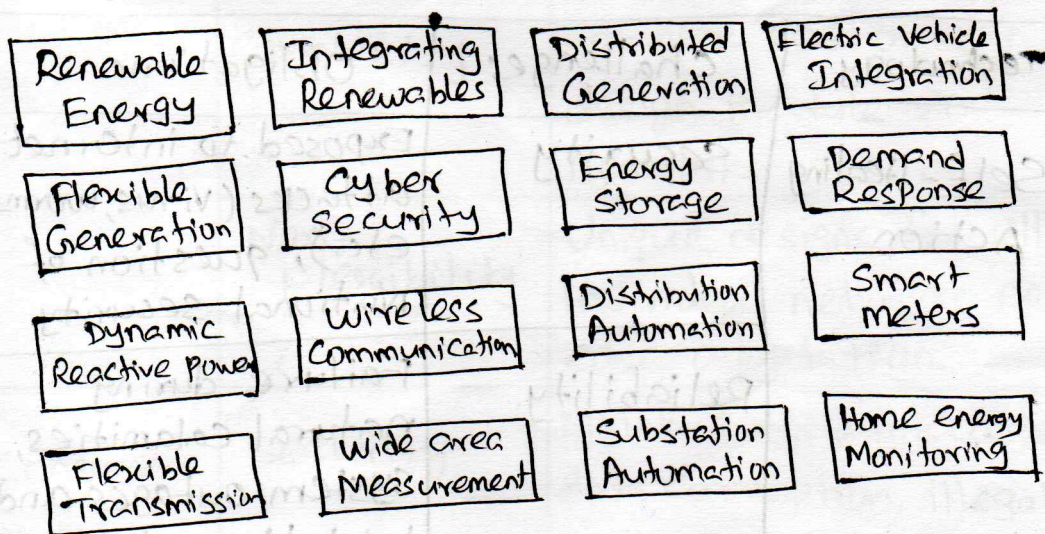 Renewable
Energy
Integrating
Renewables
Distributed
Generation
Electric Vehicle
Integration
Flexible
Generation
Cyber
security
Energy
Storage
Demand
Response
Dynamic
Reactive Power
Wireless
Communication
Distribution
Automation
Smart
meters
Flexible
Transmission
Wide area
Measurement
Substation
Automation
Home energy
Monitoring